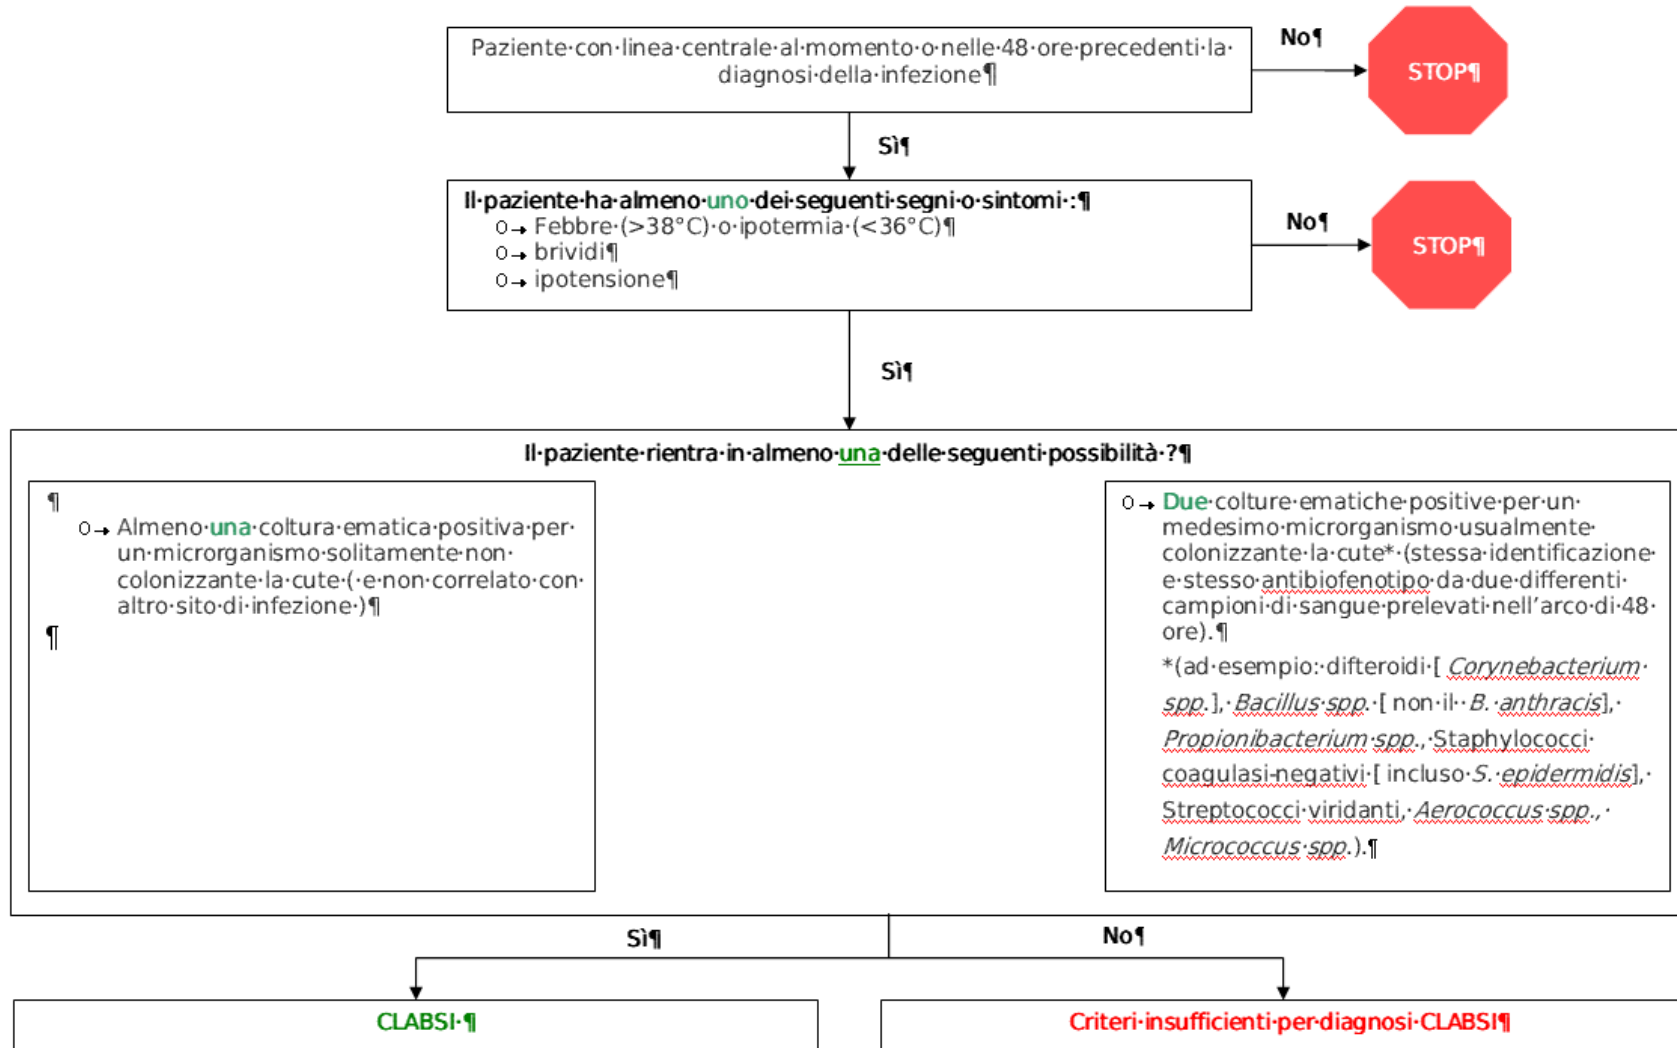 Paziente·con·linea·centrale·al·momento·o·nelle·48·ore·precedenti·la·
diagnosi·della·infezione¶
No¶
STOP¶
Sì¶
Il·paziente·ha·almeno·uno·dei·seguenti·segni·o·sintomi·:¶
o→Febbre·(>38°C)·o·ipotermia·(<36°C)¶
o→brividi¶
o→ipotensione¶
No¶
STOP¶
Sì¶
Il·paziente·rientra·in·almeno·una·delle·seguenti·possibilità·?¶
¶
o→Almeno·una·coltura·ematica·positiva·per·
un·microrganismo·solitamente·non·
colonizzante·la·cute·(·e·non·correlato·con·
altro·sito·di·infezione·)¶
¶
o→Due·colture·ematiche·positive·per·un·
medesimo·microrganismo·usualmente·
colonizzante·la·cute*·(stessa·identificazione·
e·stesso·antibiofenotipo·da·due·differenti·
campioni·di·sangue·prelevati·nell’arco·di·48·
ore).¶
*(ad·esempio:·difteroidi·[ Corynebacterium·
spp.],·Bacillus·spp.·[ non·il··B.·anthracis],·
Propionibacterium·spp.,·Staphylococci·
coagulasi-negativi·[ incluso·S.·epidermidis],·
Streptococci·viridanti,·Aerococcus·spp.,·
Micrococcus·spp.).¶
Sì¶
No¶
CLABSI·¶
Criteri·insufficienti·per·diagnosi·CLABSI¶